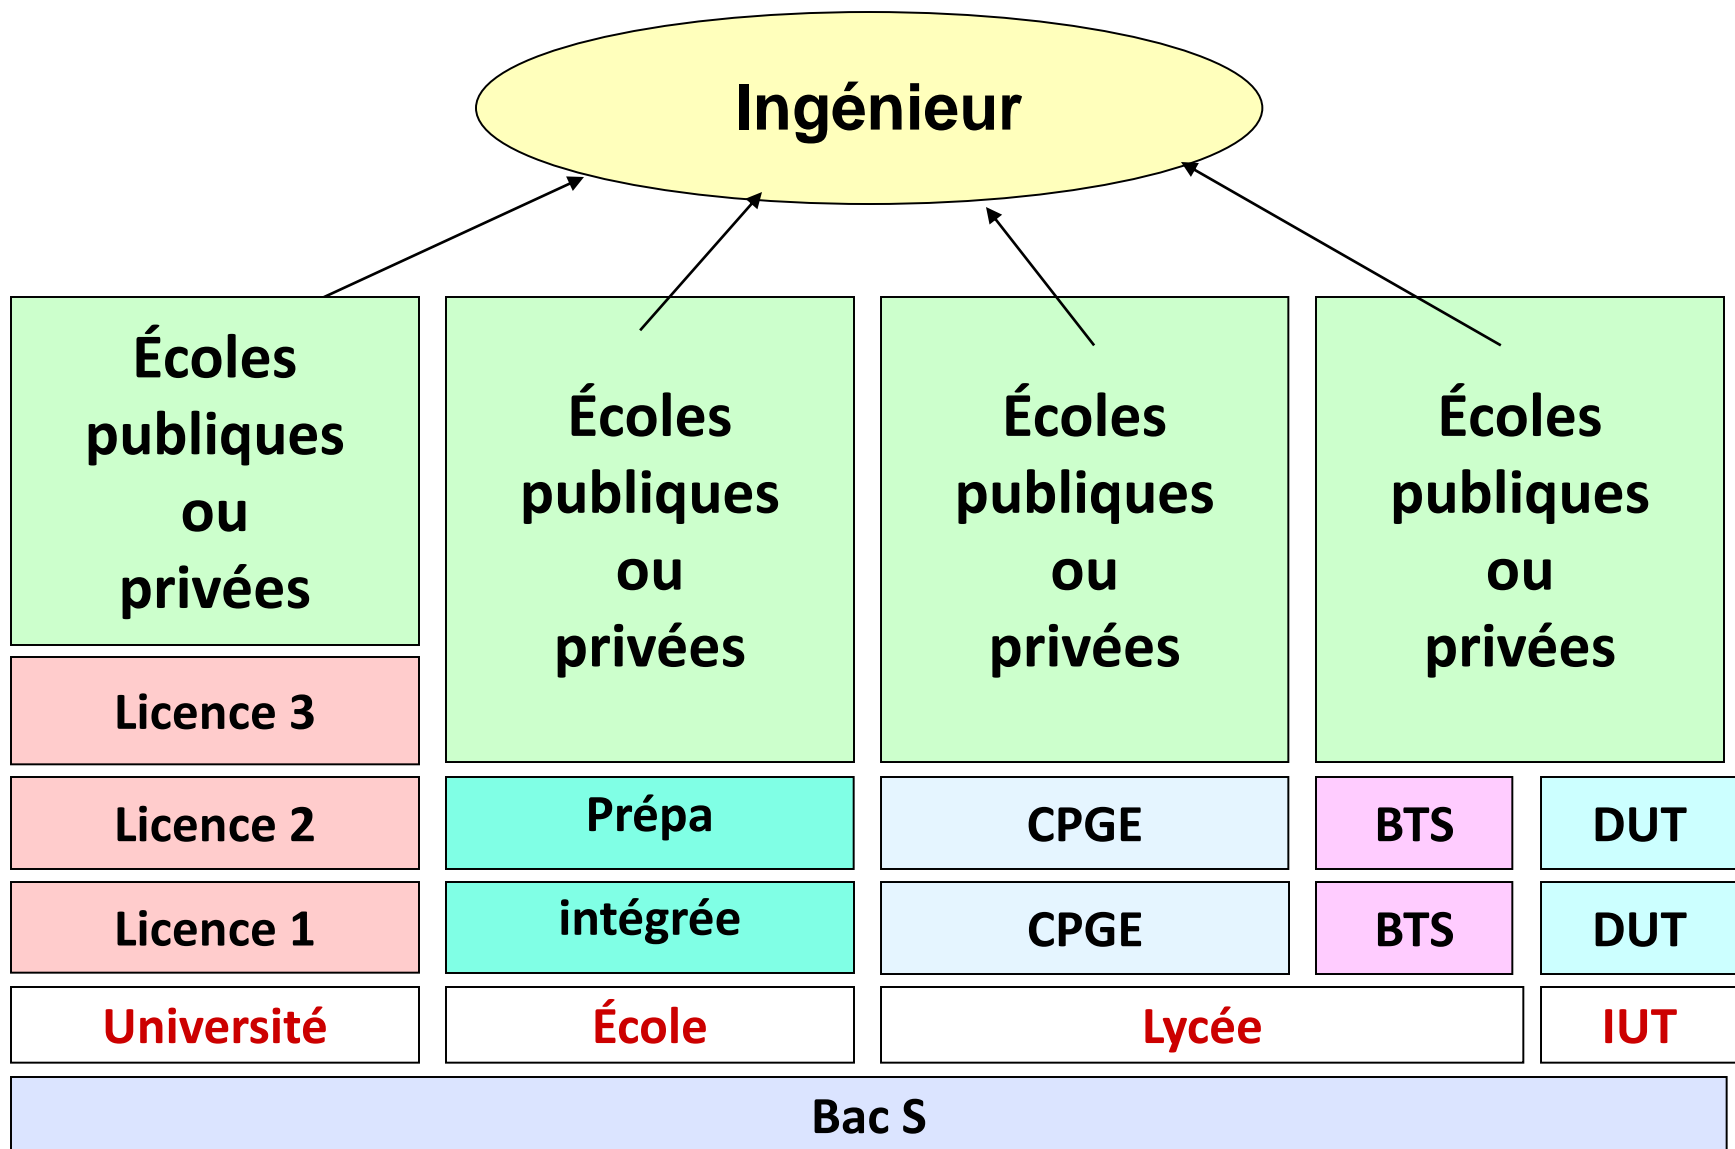 Ingénieur
Écoles
publiques
ou
privées
Écoles
publiques
ou
privées
Écoles
publiques
ou
privées
Écoles
publiques
ou
privées
Licence 3
Licence 2
Prépa
CPGE
BTS
DUT
Licence 1
intégrée
CPGE
BTS
DUT
Université
École
Lycée
IUT
Bac S